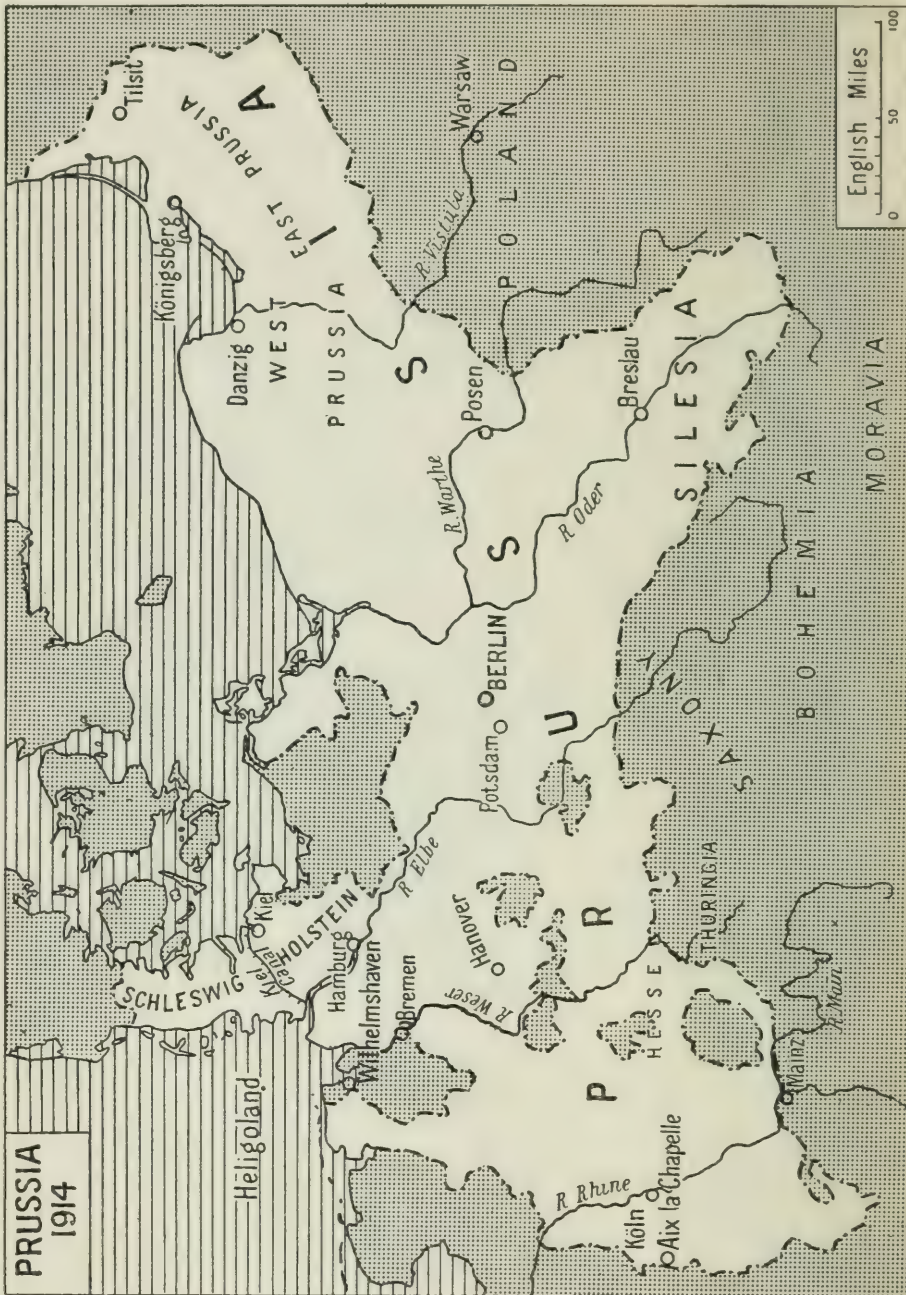 PRUSSIA
1914
Heligoland
SCHLESWIG
Kiel Canal
Kiel
HOLSTEIN
Hamburg
Wilhelmshaven
Bremen
R Elbe
Hanover
R Weser
Potsdam
BERLIN
Königsberg
Tilsit
Danzig
WEST
PRUSSIA
EAST PRUSSIA
R. Vistula
Warsaw
POLAND
Posen
R. Warthe
R Oder
Breslau
SILESIA
P R U S S I A
SAXONY
BOHEMIA
MORAVIA
HESSE
THURINGIA
R Main
Mainz
R Rhine
Köln
Aix la Chapelle
English Miles
0 50 100